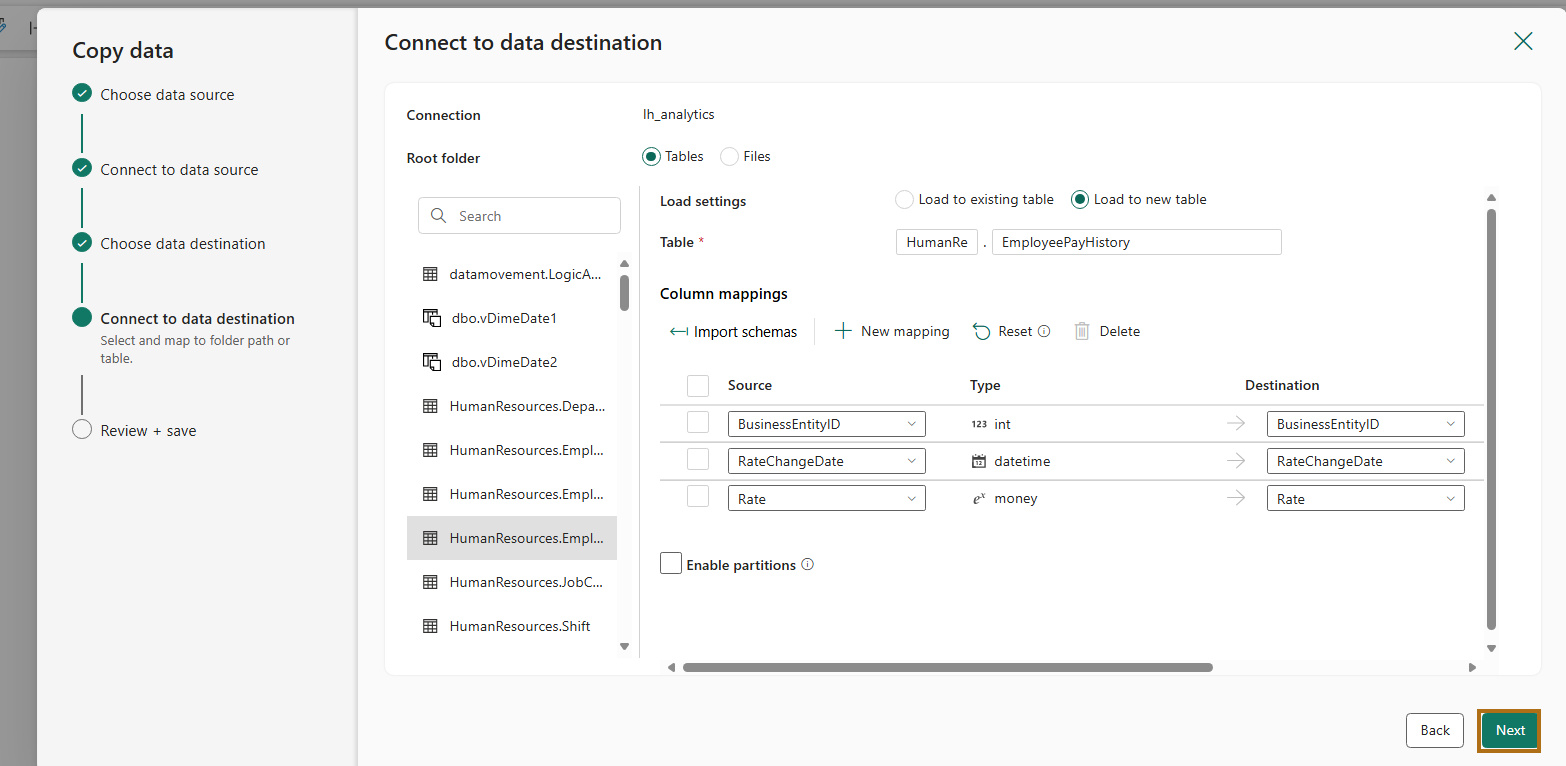 Copy data
Choose data source
Connect to data source
Choose data destination
Connect to data destination
Select and map to folder path or
table.
Review + save
Connect to data destination
Connection lh_analytics
Root folder Tables Files
Search
datamovement.LogicA...
dbo.vDimeDate1
dbo.vDimeDate2
HumanResources.Depa...
HumanResources.Empl...
HumanResources.Empl...
HumanResources.Empl...
HumanResources.JobC...
HumanResources.Shift
Load settings Load to existing table Load to new table
Table * HumanRe . EmployeePayHistory
Column mappings
Import schemas New mapping Reset Delete
Source Type Destination
BusinessEntityID 123 int BusinessEntityID
RateChangeDate 12 datetime RateChangeDate
Rate eˣ money Rate
Enable partitions
Back Next